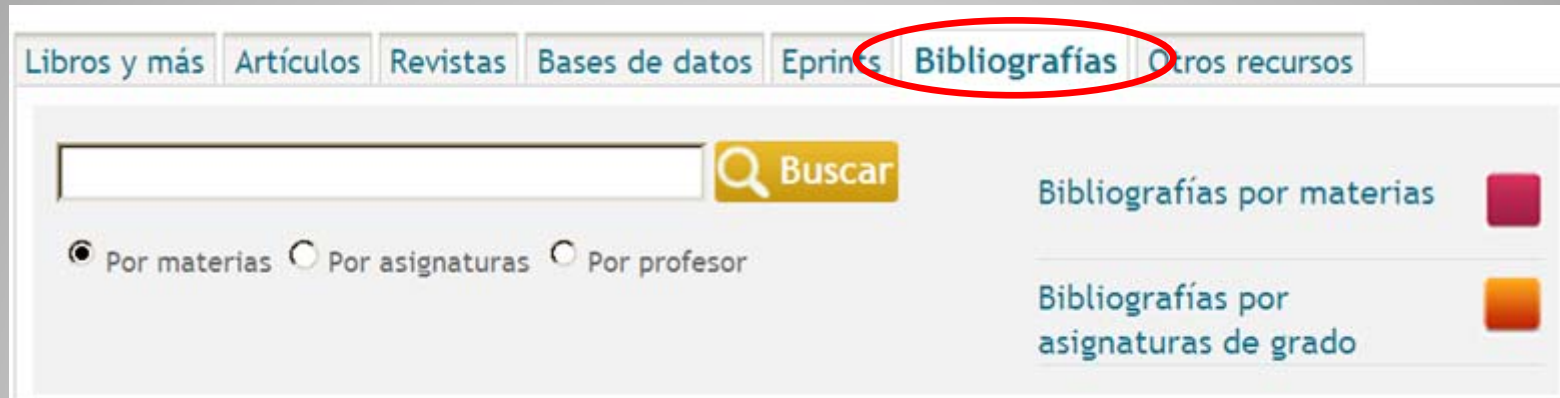 Libros y más Artículos Revistas Bases de datos Eprints Bibliografías Otros recursos
Buscar
Por materias Por asignaturas Por profesor
Bibliografías por materias
Bibliografías por
asignaturas de grado